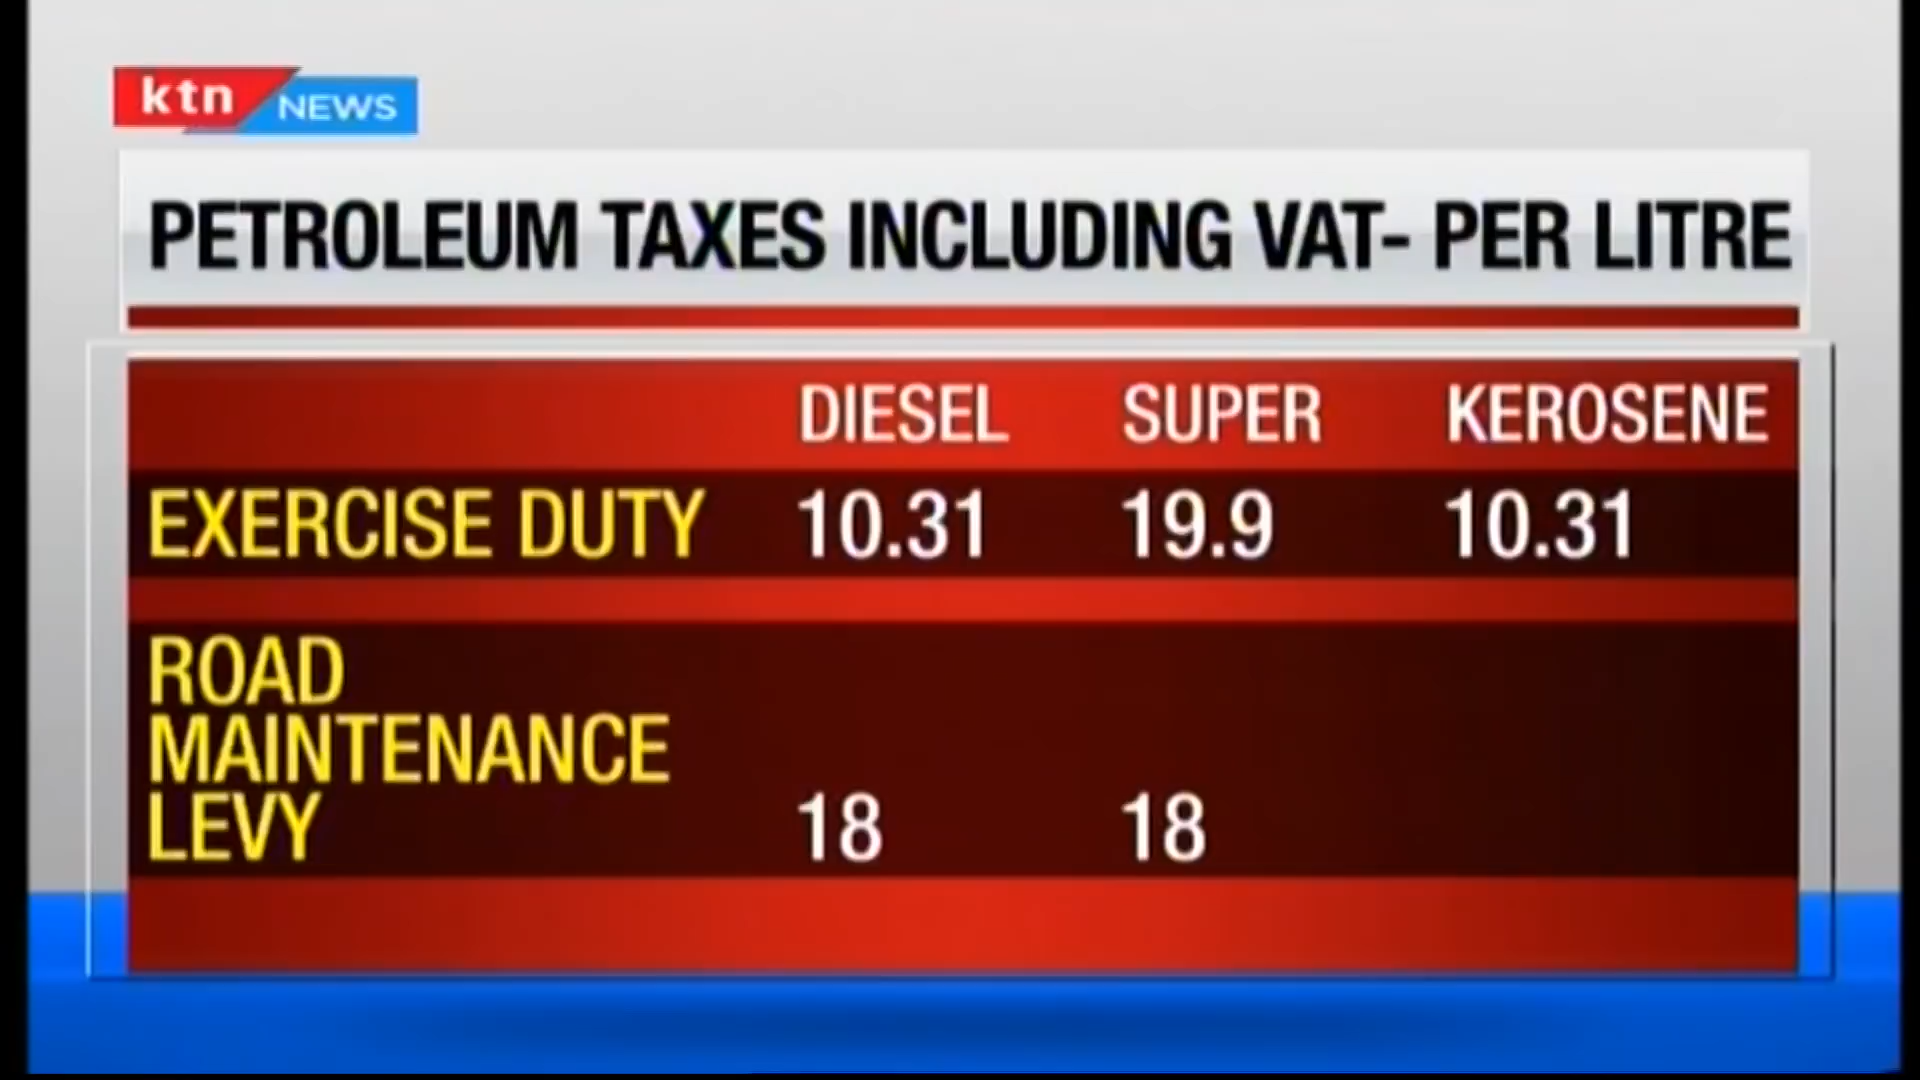 ktn NEWS
PETROLEUM TAXES INCLUDING VAT- PER LITRE
DIESEL SUPER KEROSENE
EXERCISE DUTY 10.31 19.9 10.31
ROAD
MAINTENANCE
LEVY 18 18